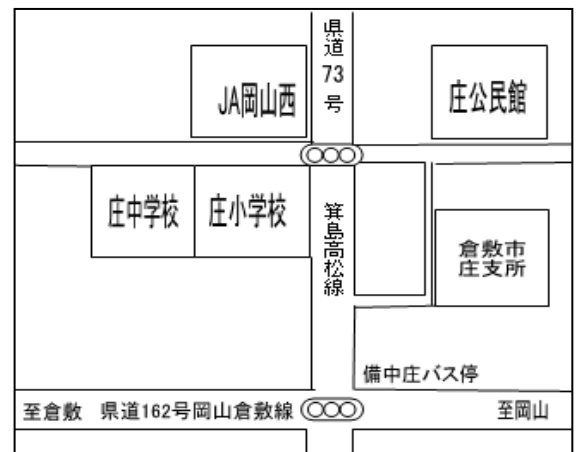 県道
73
号
JA岡山西
庄公民館
庄中学校
庄小学校
箕島高松線
倉敷市
庄支所
備中庄バス停
至倉敷 県道162号岡山倉敷線
至岡山